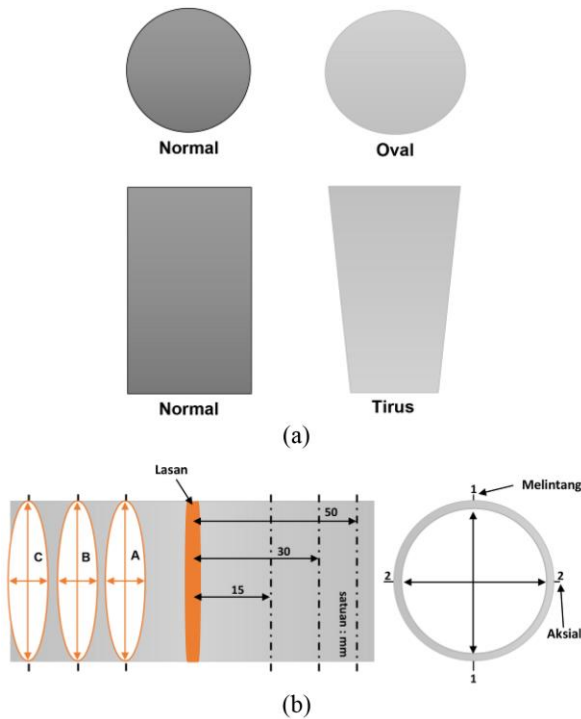 Normal
Oval
Normal
Tirus
(a)
Lasan
50
30
15
satuan : mm
C
B
A
1
Melintang
2
2
Aksial
1
(b)